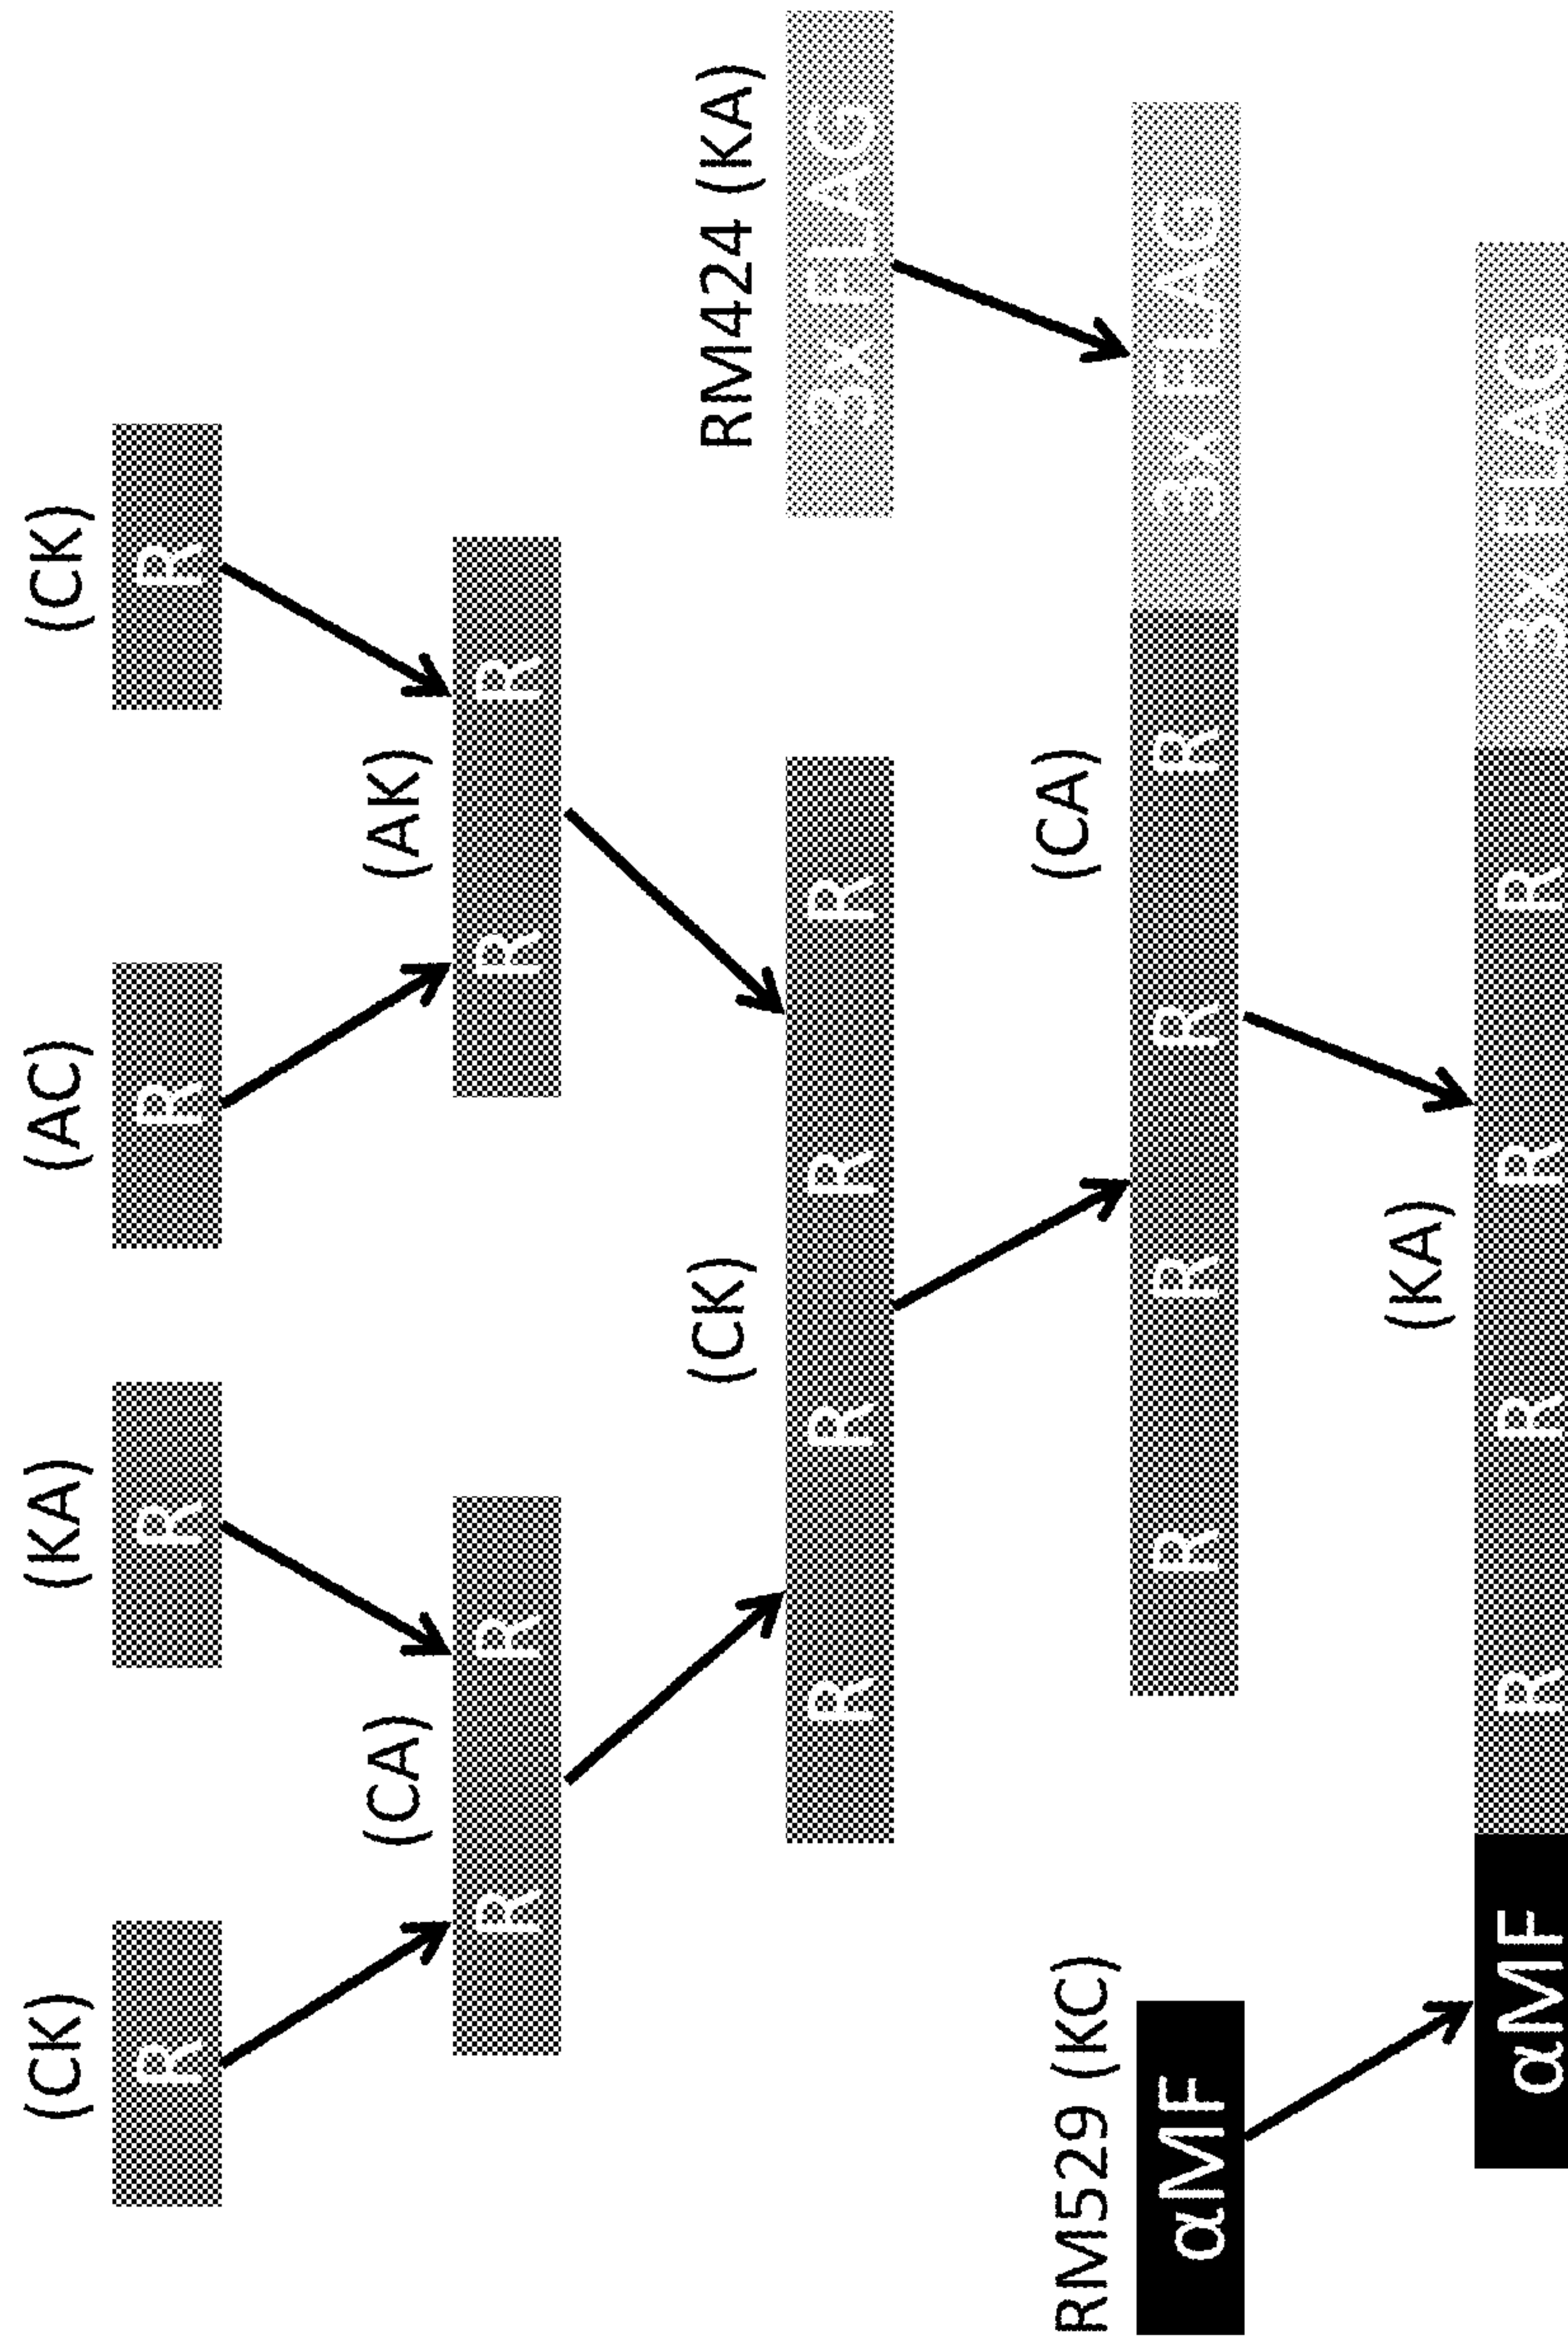 (CK) (KA) (AC) (CK)
R R R R
(CA) (AK)
R R R R
(CK) RM424 (KA)
R R R R 3x FLAG
RM529 (KC) (CA)
αMF R R R R 3x FLAG
(KA)
αMF R R R R 3x FLAG